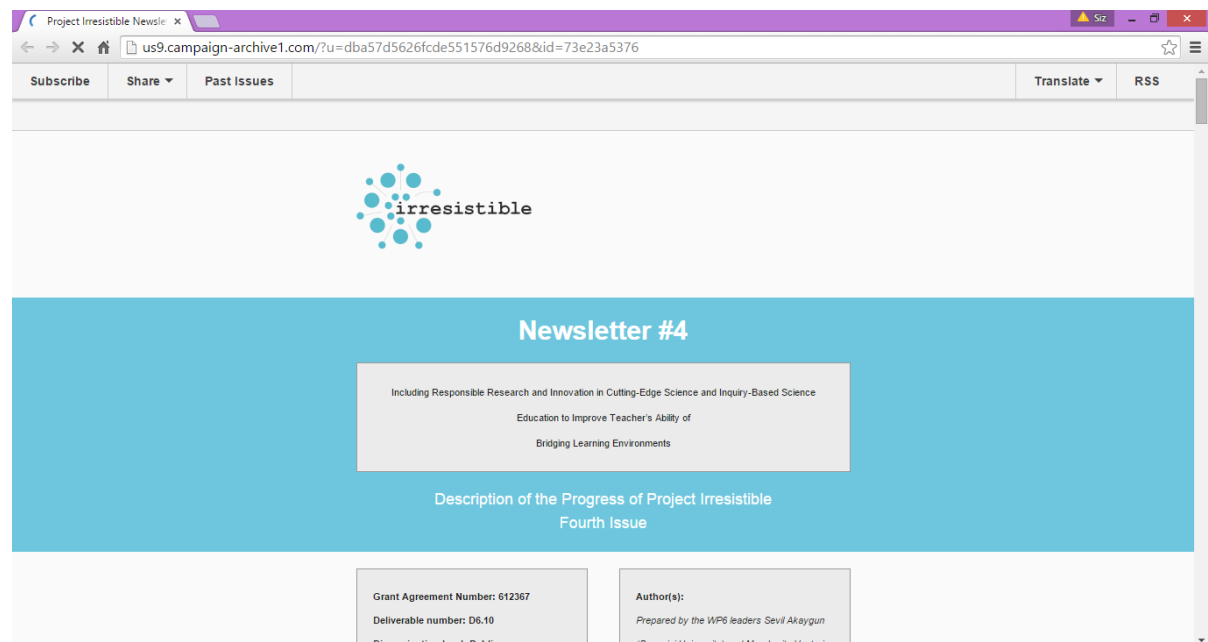 Project Irresistible Newsle
Siz
us9.campaign-archive1.com/?u=dba57d5626fcde551576d9268&id=73e23a5376
Subscribe Share Past Issues Translate RSS
irresistible
Newsletter #4
Including Responsible Research and Innovation in Cutting-Edge Science and Inquiry-Based Science
Education to Improve Teacher's Ability of
Bridging Learning Environments
Description of the Progress of Project Irresistible
Fourth Issue
Grant Agreement Number: 612367
Deliverable number: D6.10
Author(s):
Prepared by the WP6 leaders Sevil Akaygun